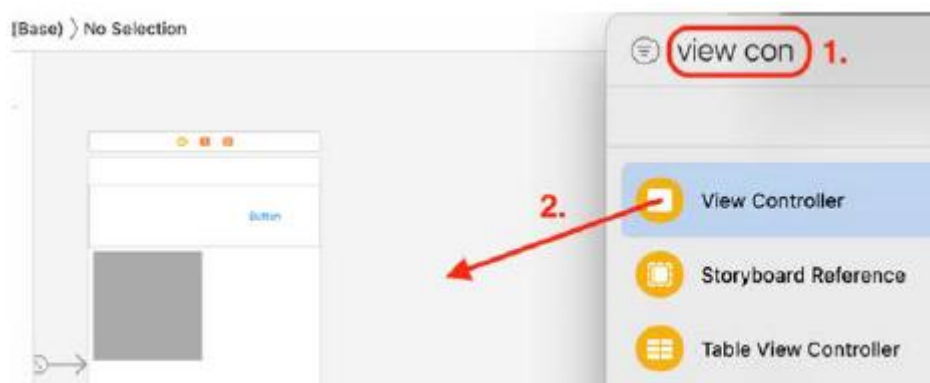 (Base) 〉No Selection
view con 1.
Button
2.
View Controller
Storyboard Reference
Table View Controller